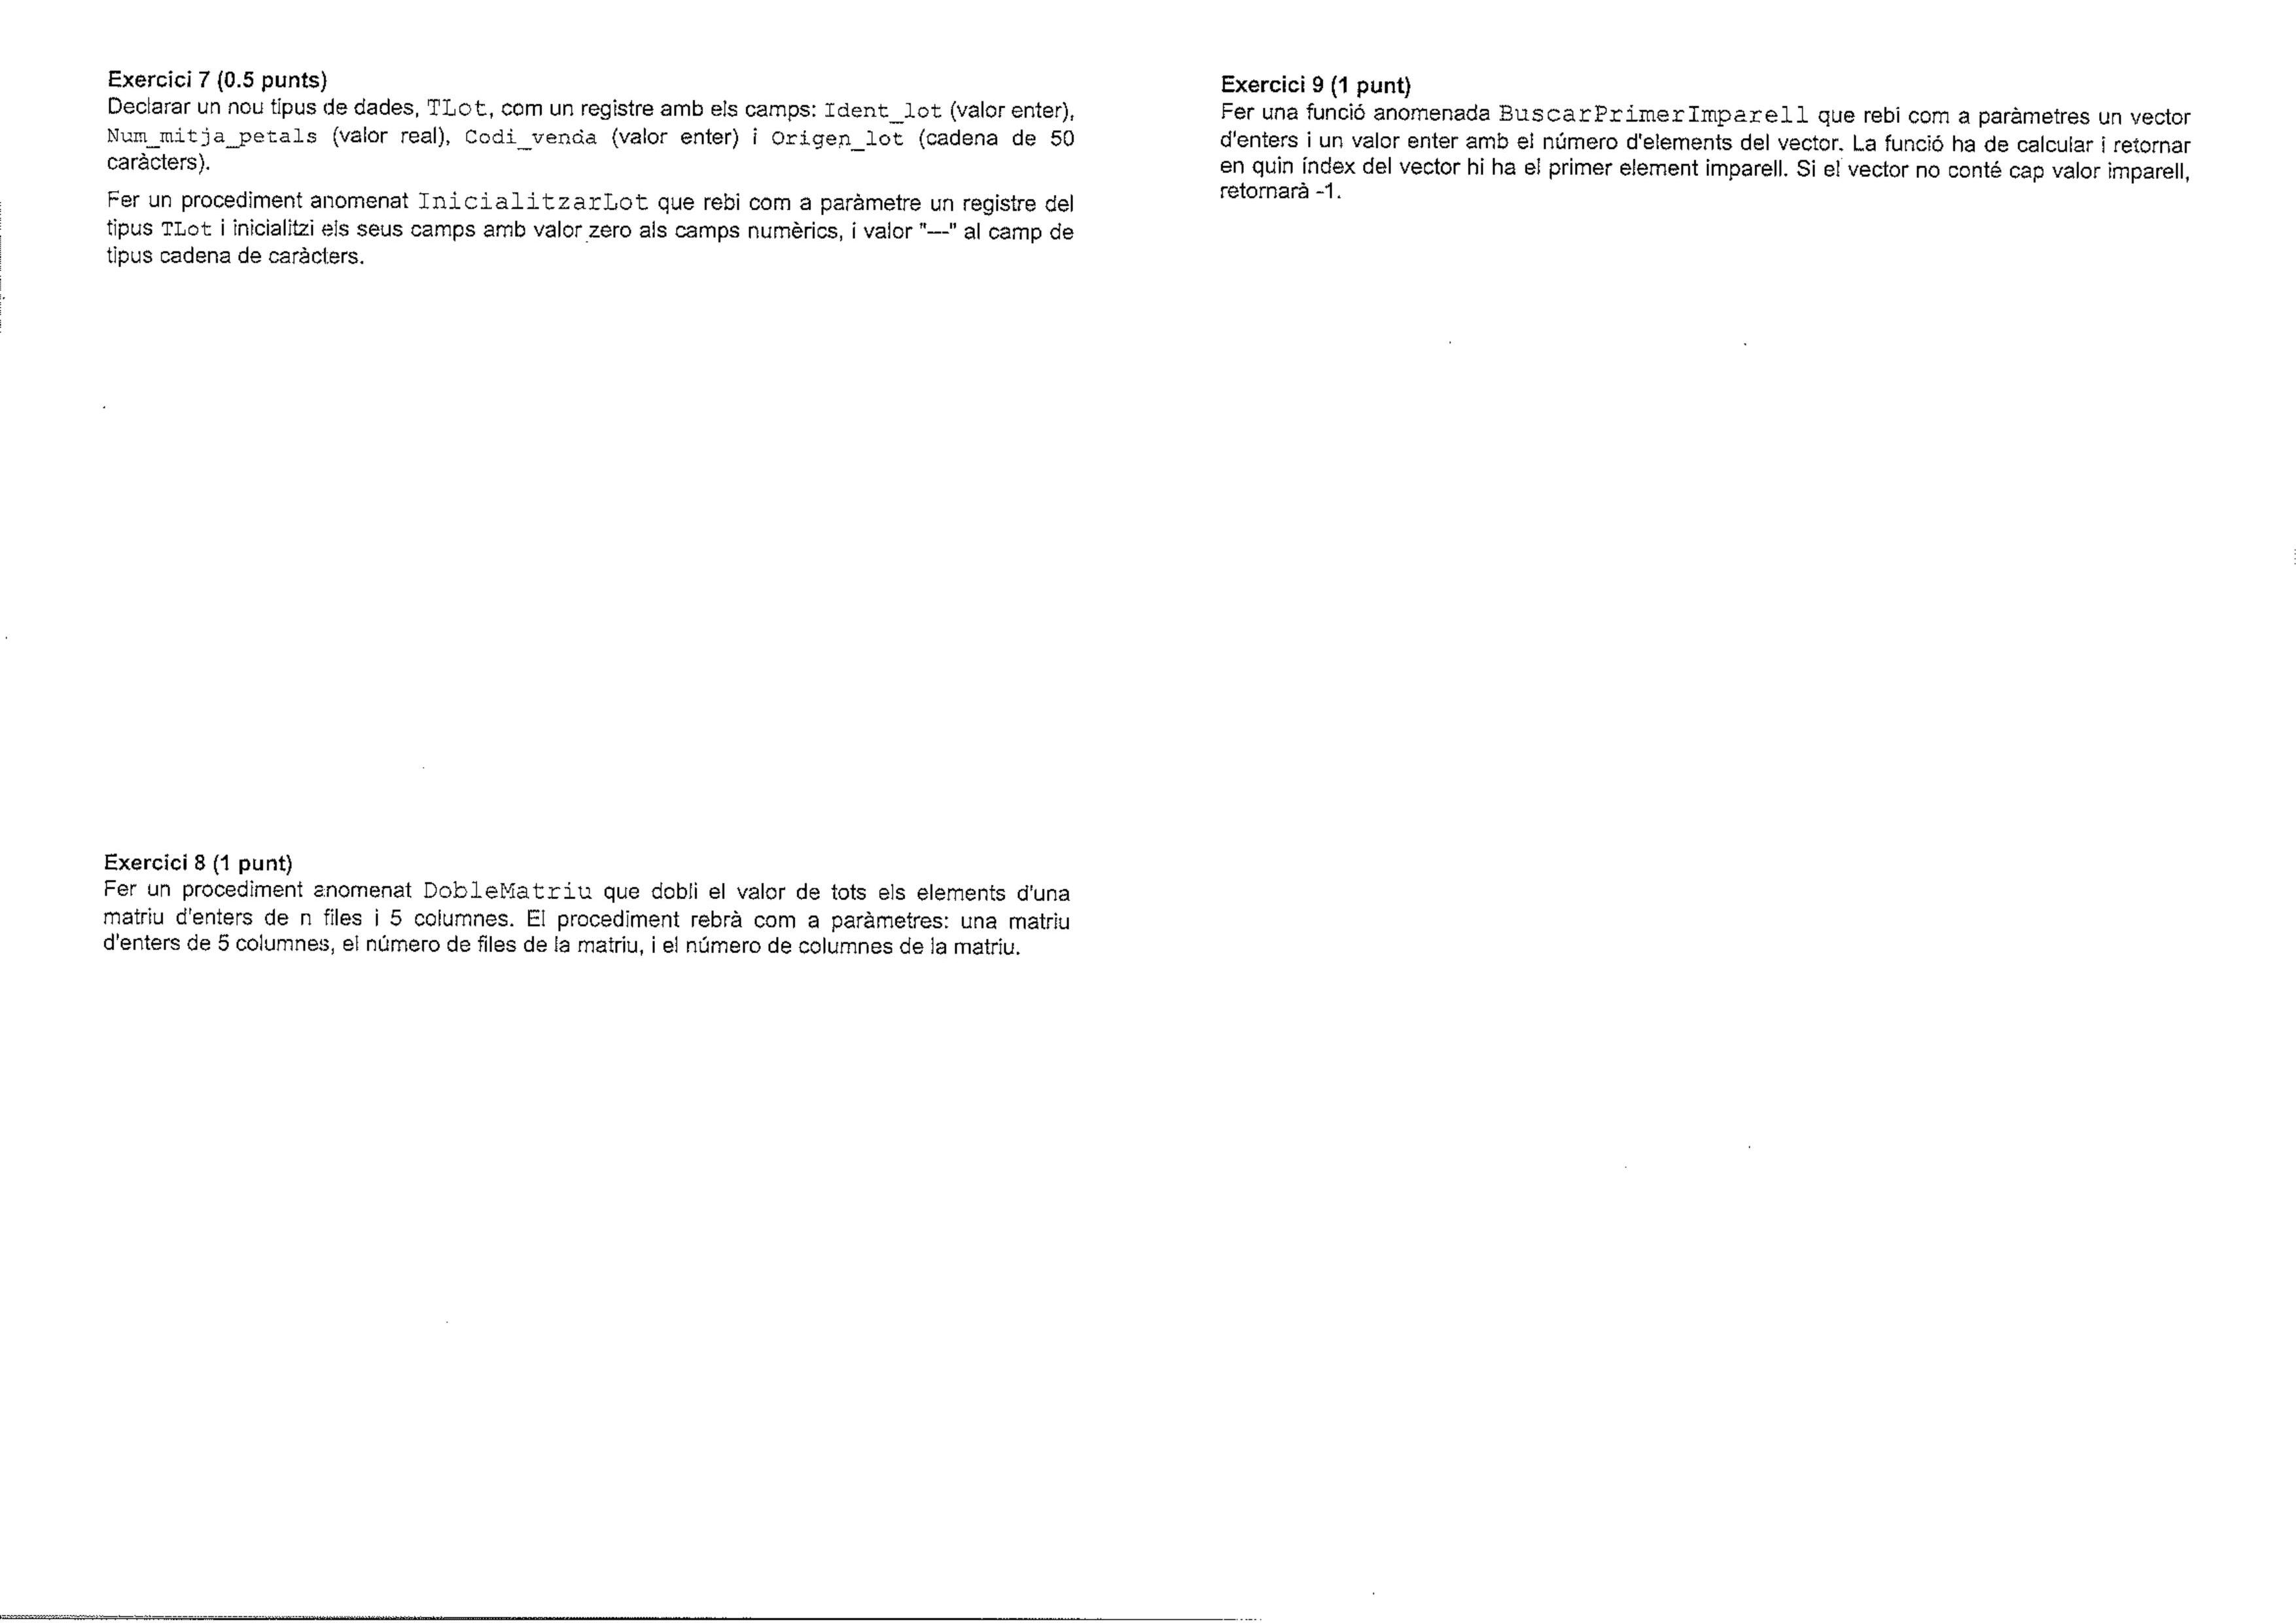 Exercici 7 (0.5 punts)
Declarar un nou tipus de dades, TLot, com un registre amb els camps: Ident_lot (valor enter),
Num_mitja_petals (valor real), Codi_venda (valor enter) i Origen_lot (cadena de 50
caràcters).
Fer un procediment anomenat InicialitzarLot que rebi com a paràmetre un registre del
tipus TLot i inicialitzi els seus camps amb valor zero als camps numèrics, i valor "---" al camp de
tipus cadena de caràcters.
Exercici 8 (1 punt)
Fer un procediment anomenat DobleMatriu que dobli el valor de tots els elements d'una
matriu d'enters de n files i 5 columnes. El procediment rebrà com a paràmetres: una matriu
d'enters de 5 columnes, el número de files de la matriu, i el número de columnes de la matriu.
Exercici 9 (1 punt)
Fer una funció anomenada BuscarPrimerImparell que rebi com a paràmetres un vector
d'enters i un valor enter amb el número d'elements del vector. La funció ha de calcular i retornar
en quin índex del vector hi ha el primer element imparell. Si el vector no conté cap valor imparell,
retornarà -1.